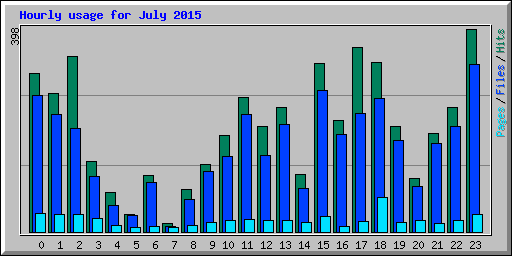 Hourly usage for July 2015
398
Pages/Files/Hits
0 1 2 3 4 5 6 7 8 9 10 11 12 13 14 15 16 17 18 19 20 21 22 23